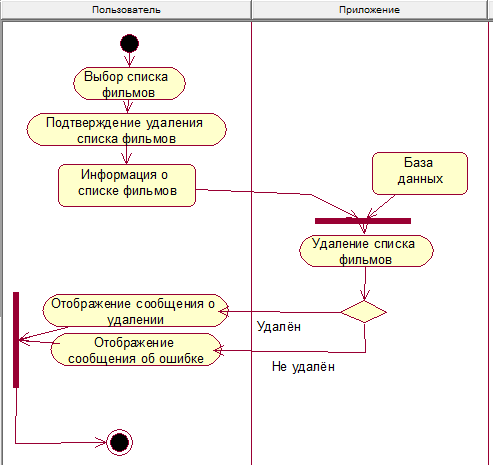 Пользователь
Приложение
Выбор списка
фильмов
Подтверждение удаления
списка фильмов
Информация о
списке фильмов
База
данных
Удаление списка
фильмов
Отображение сообщения о
удалении
Удалён
Отображение
сообщения об ошибке
Не удалён